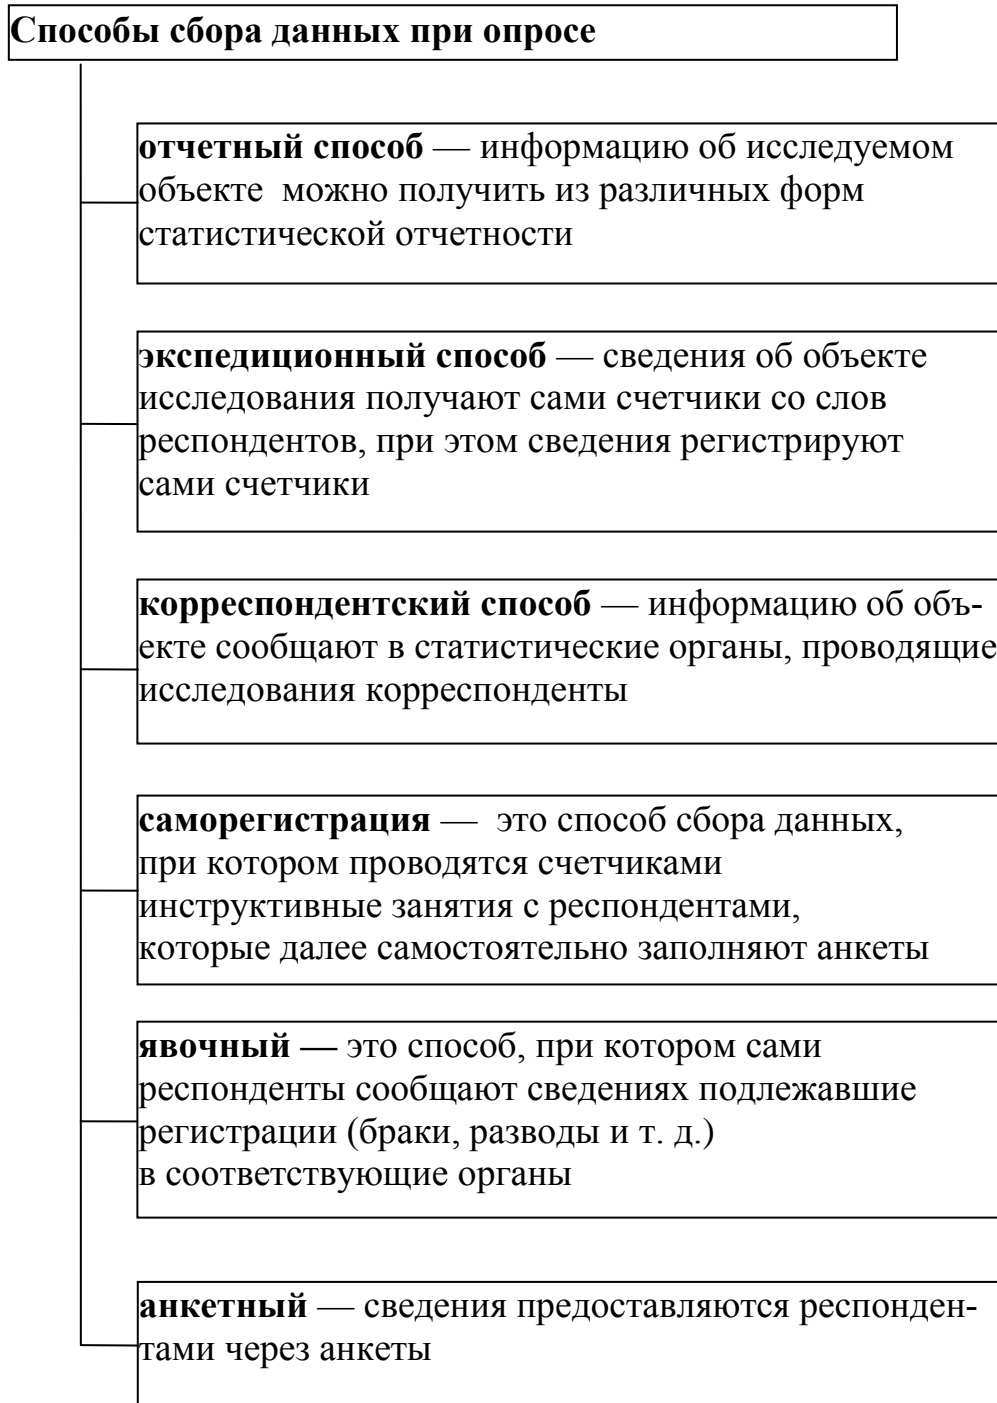 Способы сбора данных при опросе
отчетный способ — информацию об исследуемом
объекте можно получить из различных форм
статистической отчетности
экспедиционный способ — сведения об объекте
исследования получают сами счетчики со слов
респондентов, при этом сведения регистрируют
сами счетчики
корреспондентский способ — информацию об объ-
екте сообщают в статистические органы, проводящие
исследования корреспонденты
саморегистрация — это способ сбора данных,
при котором проводятся счетчиками
инструктивные занятия с респондентами,
которые далее самостоятельно заполняют анкеты
явочный — это способ, при котором сами
респонденты сообщают сведениях подлежавшие
регистрации (браки, разводы и т. д.)
в соответствующие органы
анкетный — сведения предоставляются респонден-
тами через анкеты